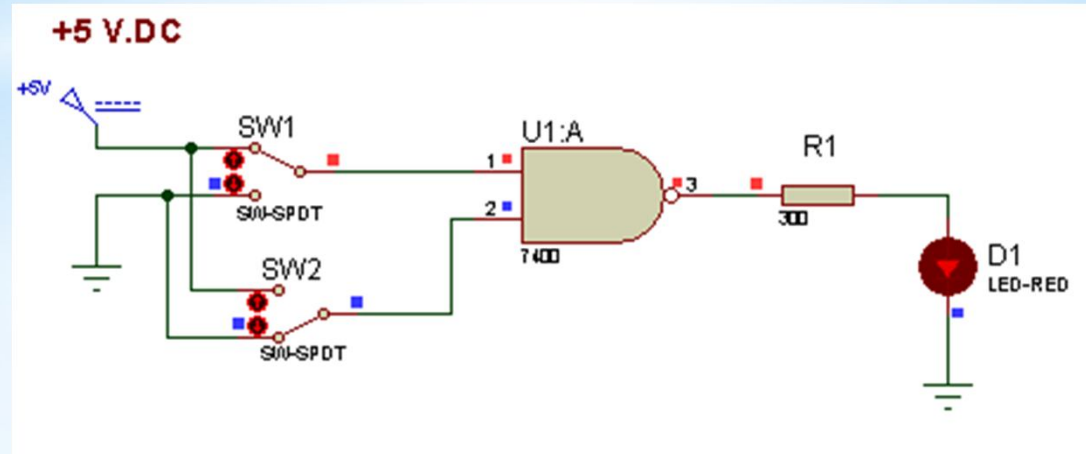 +5 V.DC
+5V
SW1
SW-SPDT
SW2
SW-SPDT
U1:A
1
2
3
7400
R1
300
D1
LED-RED